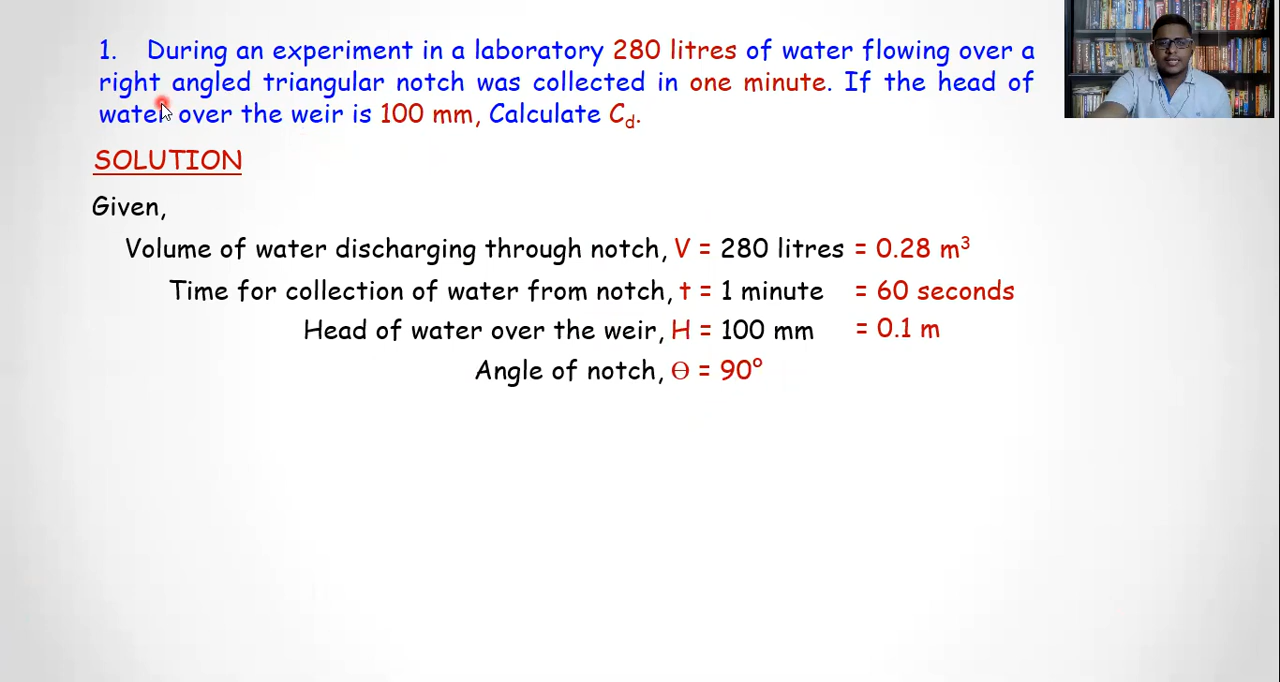 1. During an experiment in a laboratory 280 litres of water flowing over a
right angled triangular notch was collected in one minute. If the head of
water over the weir is 100 mm, Calculate Cd.
SOLUTION
Given,
Volume of water discharging through notch, V = 280 litres = 0.28 m³
Time for collection of water from notch, t = 1 minute = 60 seconds
Head of water over the weir, H = 100 mm = 0.1 m
Angle of notch, Ө = 90°